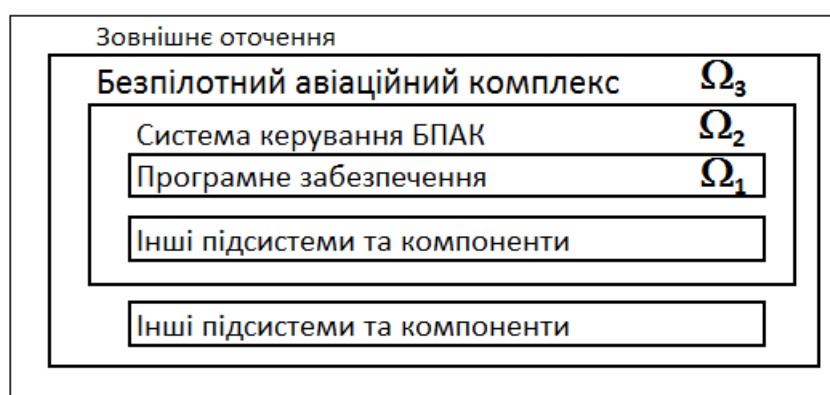 Зовнішнє оточення
Безпілотний авіаційний комплекс Ω₃
Система керування БПАК Ω₂
Програмне забезпечення Ω₁
Інші підсистеми та компоненти
Інші підсистеми та компоненти